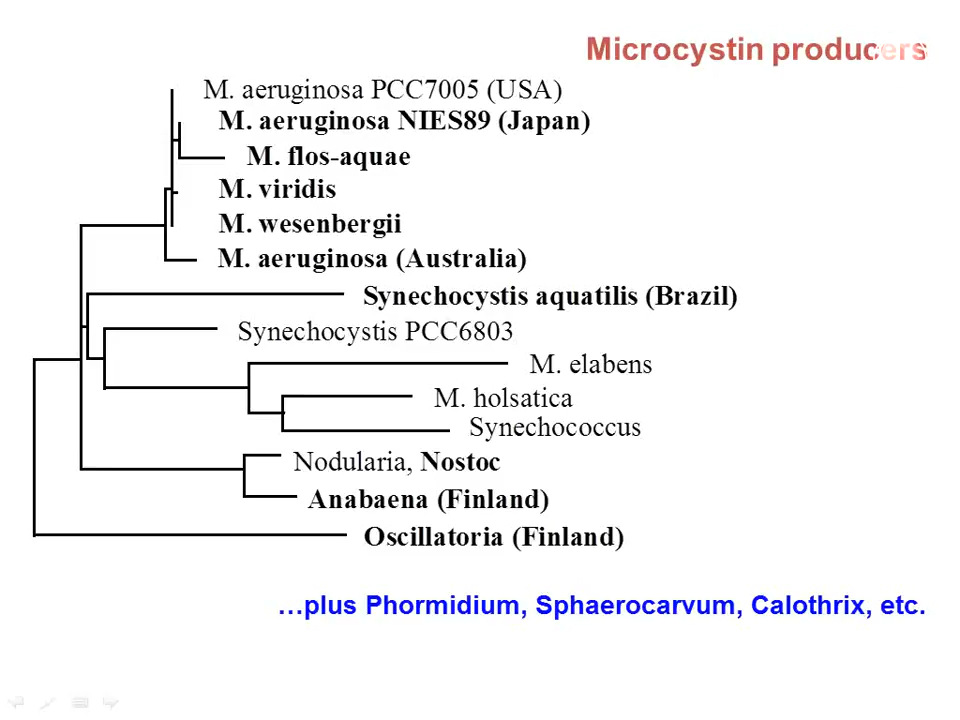 Microcystin producers
M. aeruginosa PCC7005 (USA)
M. aeruginosa NIES89 (Japan)
M. flos-aquae
M. viridis
M. wesenbergii
M. aeruginosa (Australia)
Synechocystis aquatilis (Brazil)
Synechocystis PCC6803
M. elabens
M. holsatica
Synechococcus
Nodularia, Nostoc
Anabaena (Finland)
Oscillatoria (Finland)
…plus Phormidium, Sphaerocarvum, Calothrix, etc.